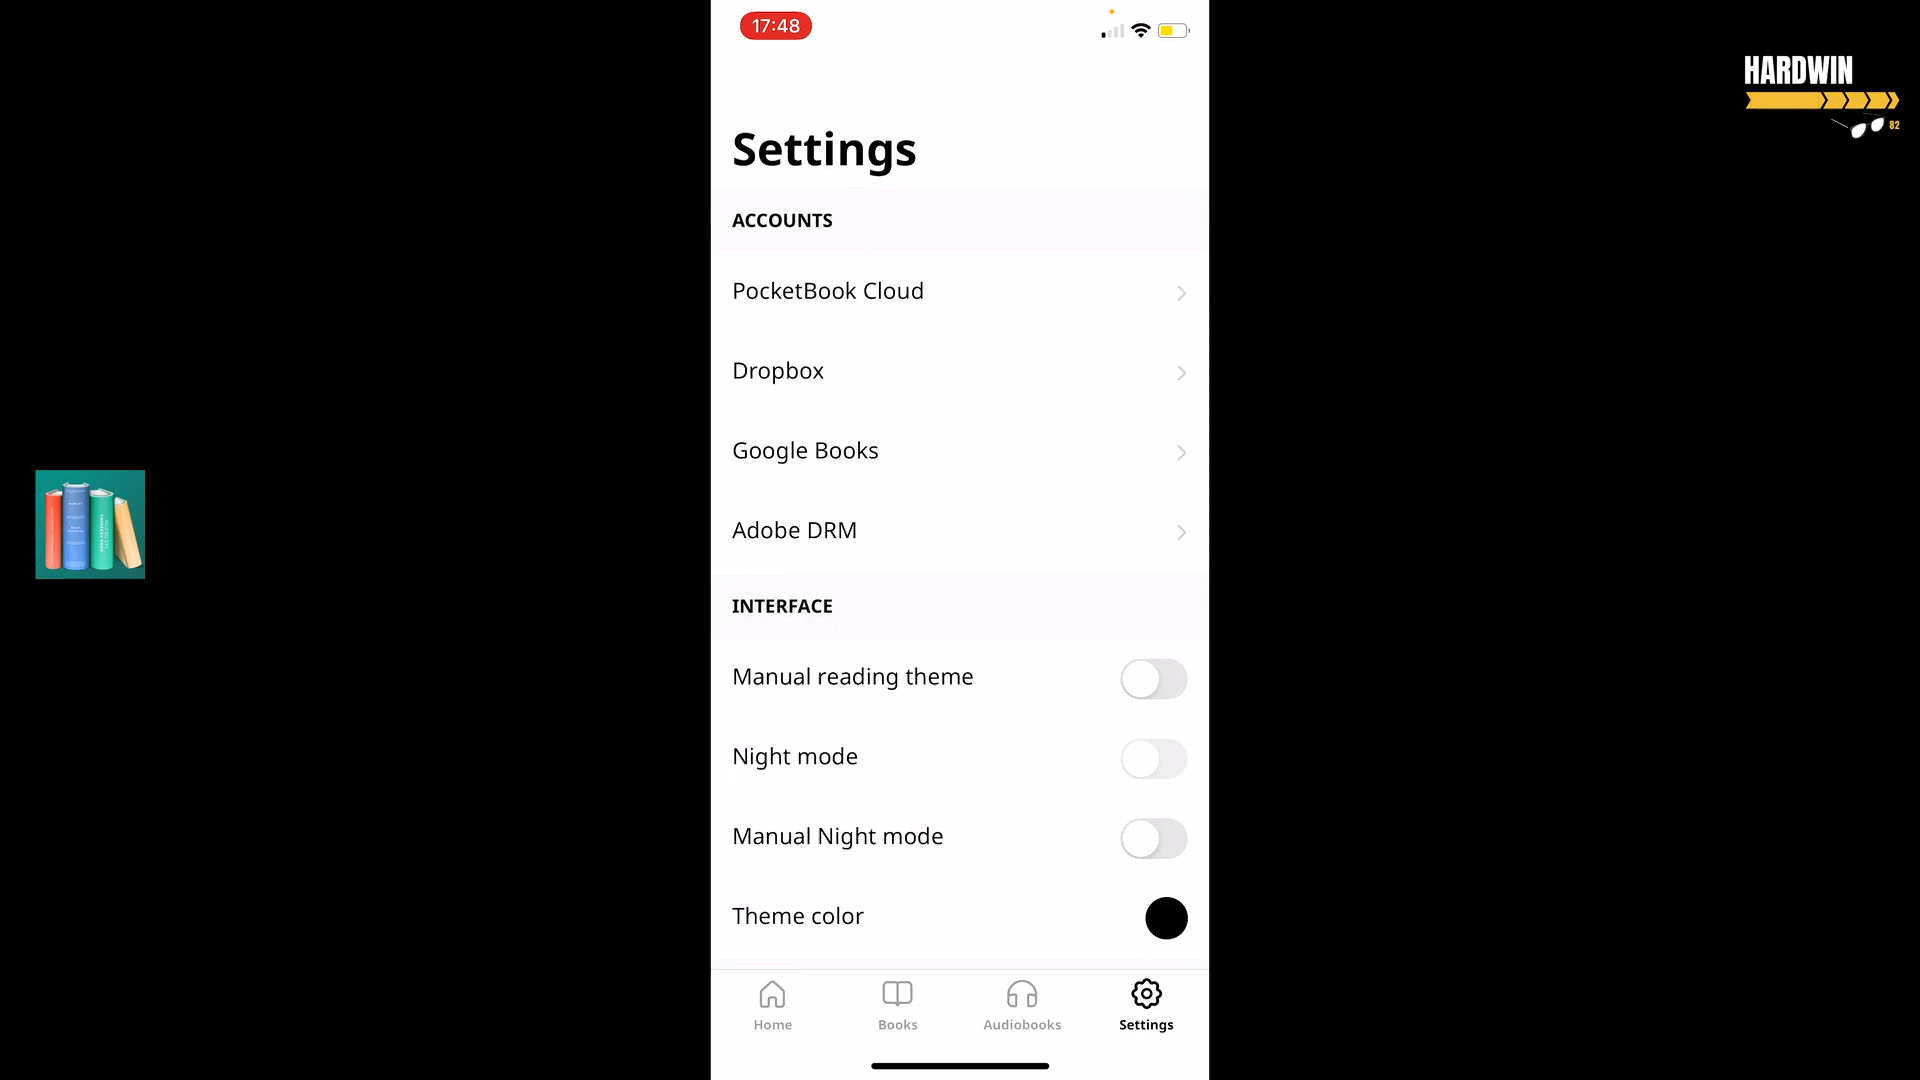 17:48
HARDWIN
82
Settings
ACCOUNTS
PocketBook Cloud
Dropbox
Google Books
Adobe DRM
INTERFACE
Manual reading theme
Night mode
Manual Night mode
Theme color
Home
Books
Audiobooks
Settings